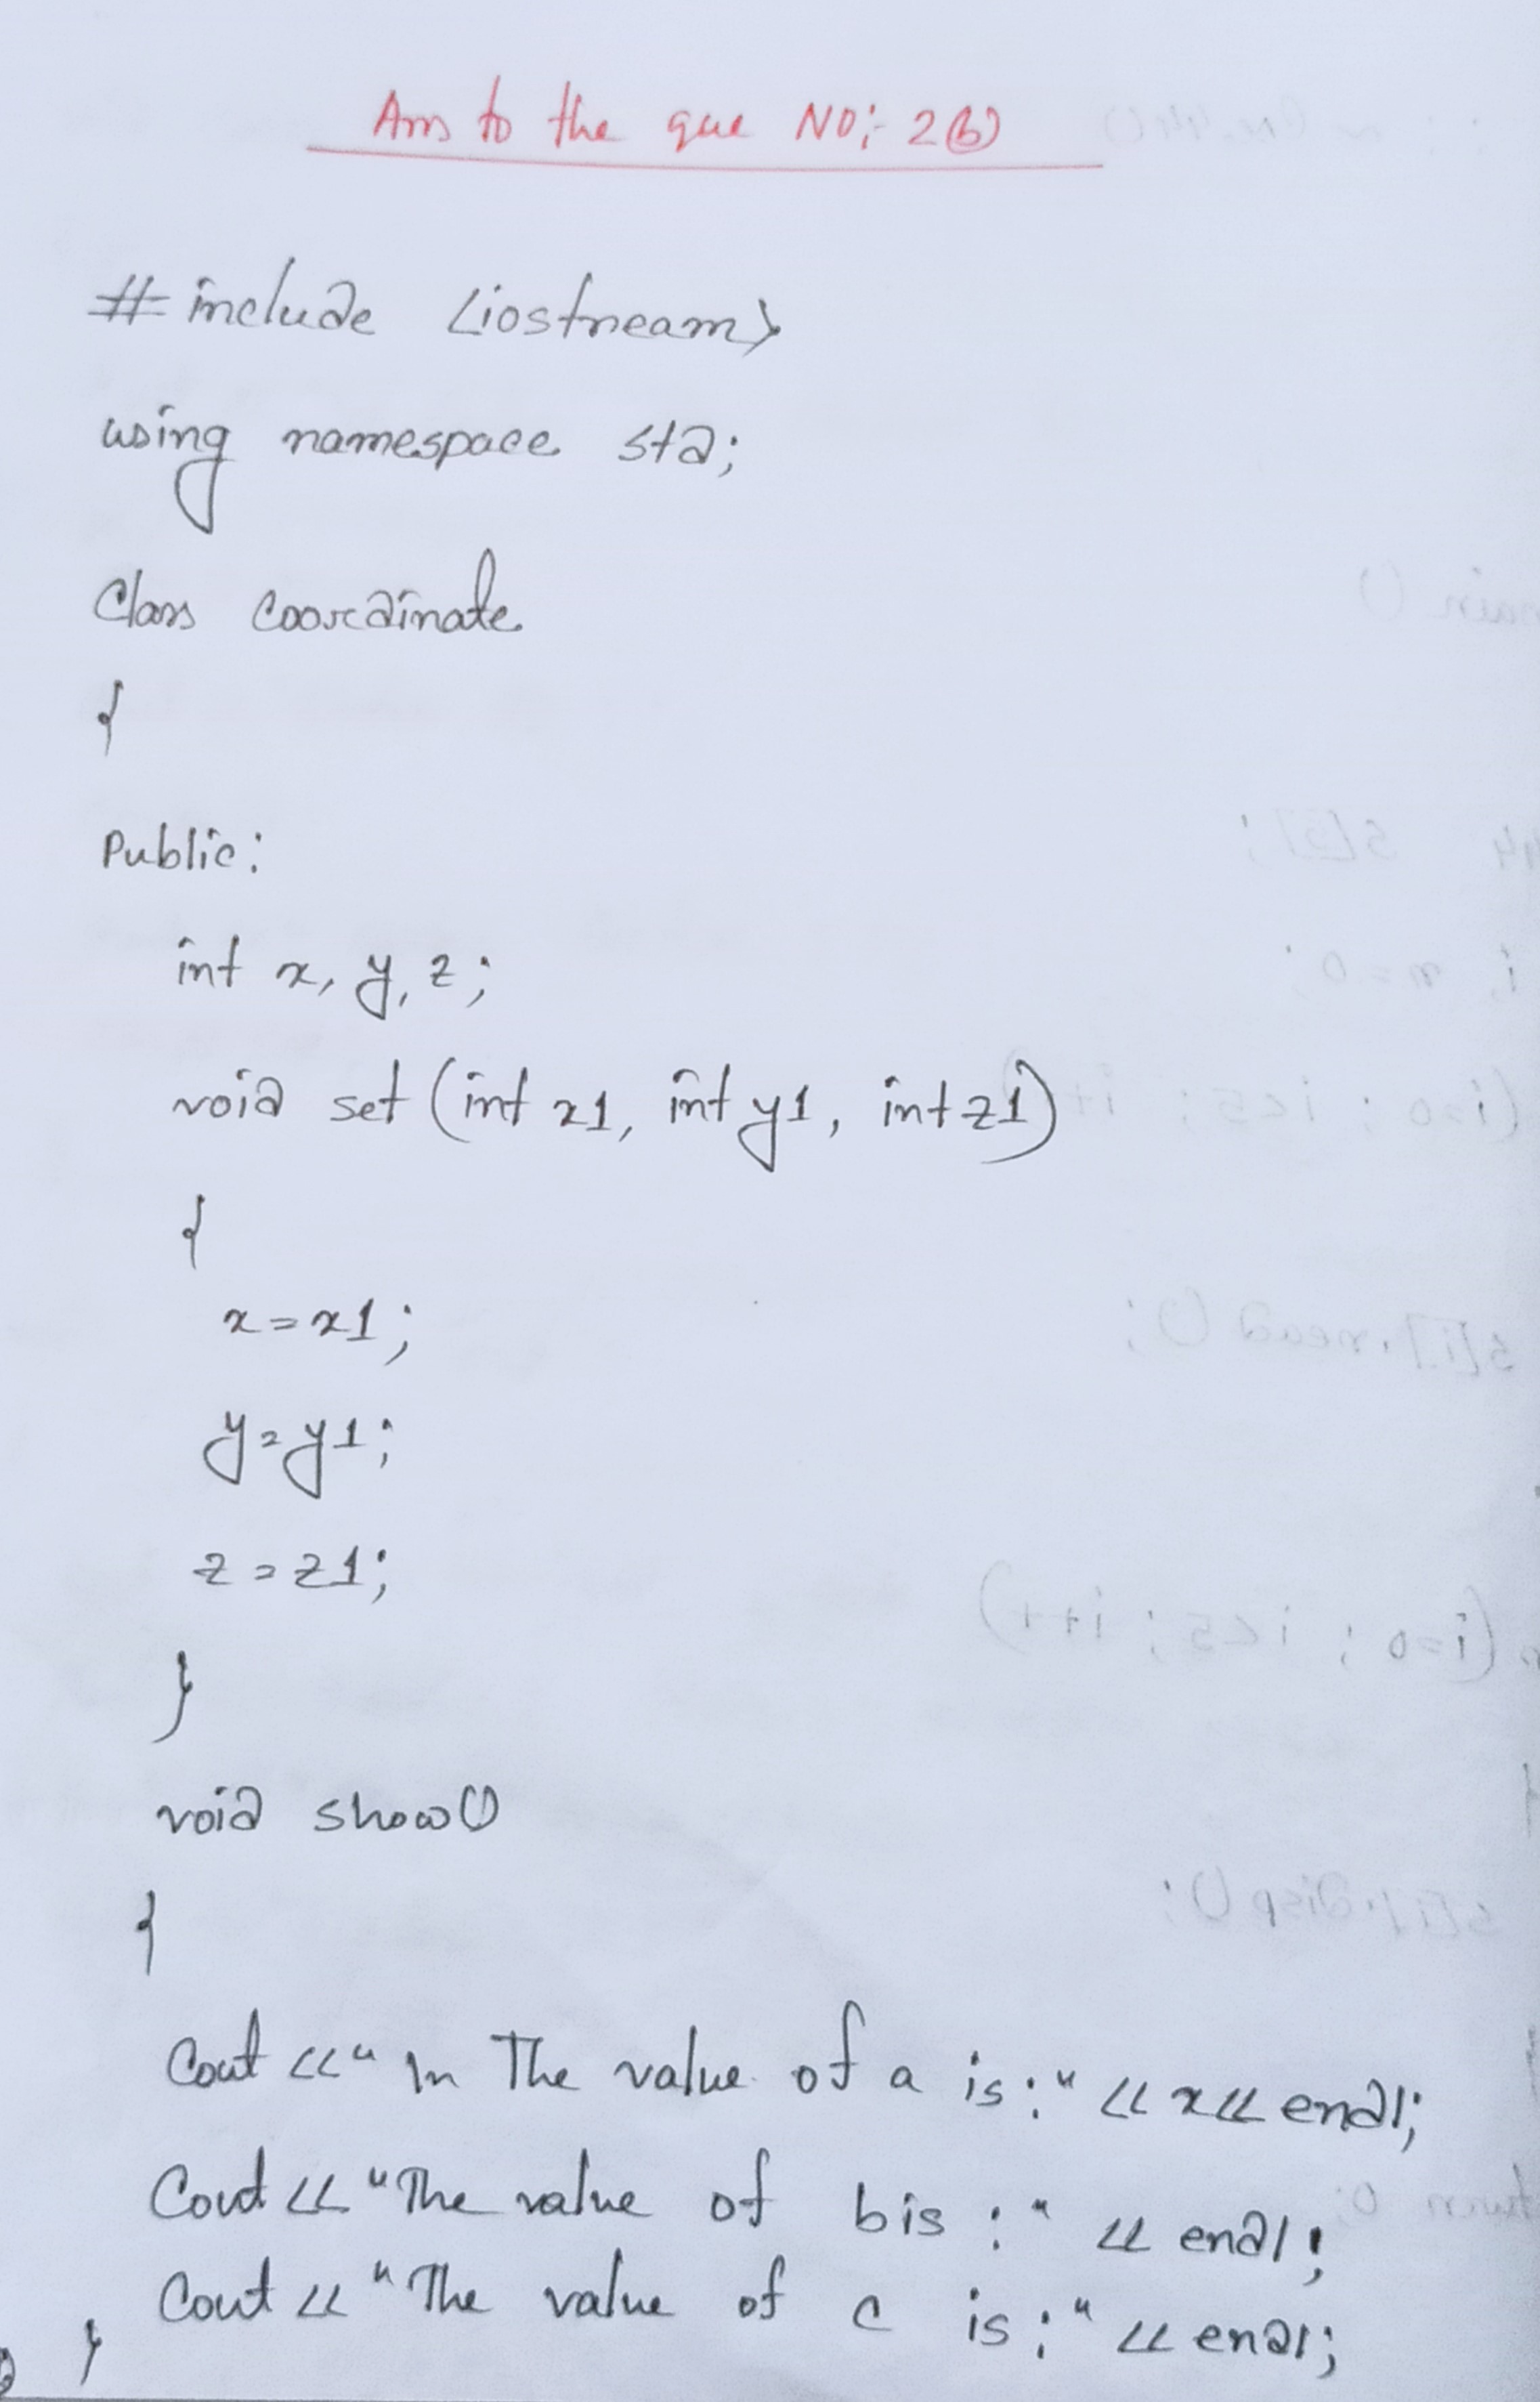 Ans to the que NO:- 2(b)
#include <iostream>
using namespace std;
Class Coordinate
{
Public:
int x, y, z;
void set (int x1, int y1, int z1)
{
x=x1;
y=y1;
z=z1;
}
void show()
{
Cout <<" \n The value of a is:" << x << endl;
Cout << "The value of b is :" << endl;
Cout << "The value of c is :" << endl;
}